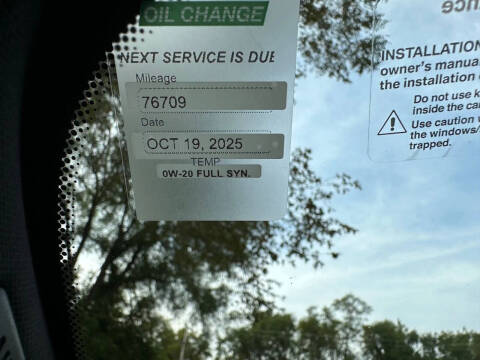 OIL CHANGE
NEXT SERVICE IS DUE
Mileage
76709
Date
OCT 19, 2025
TEMP
0W-20 FULL SYN.
INSTALLATION
owner's manua
the installation
Do not use k
inside the ca
Use caution
the windows/
trapped.